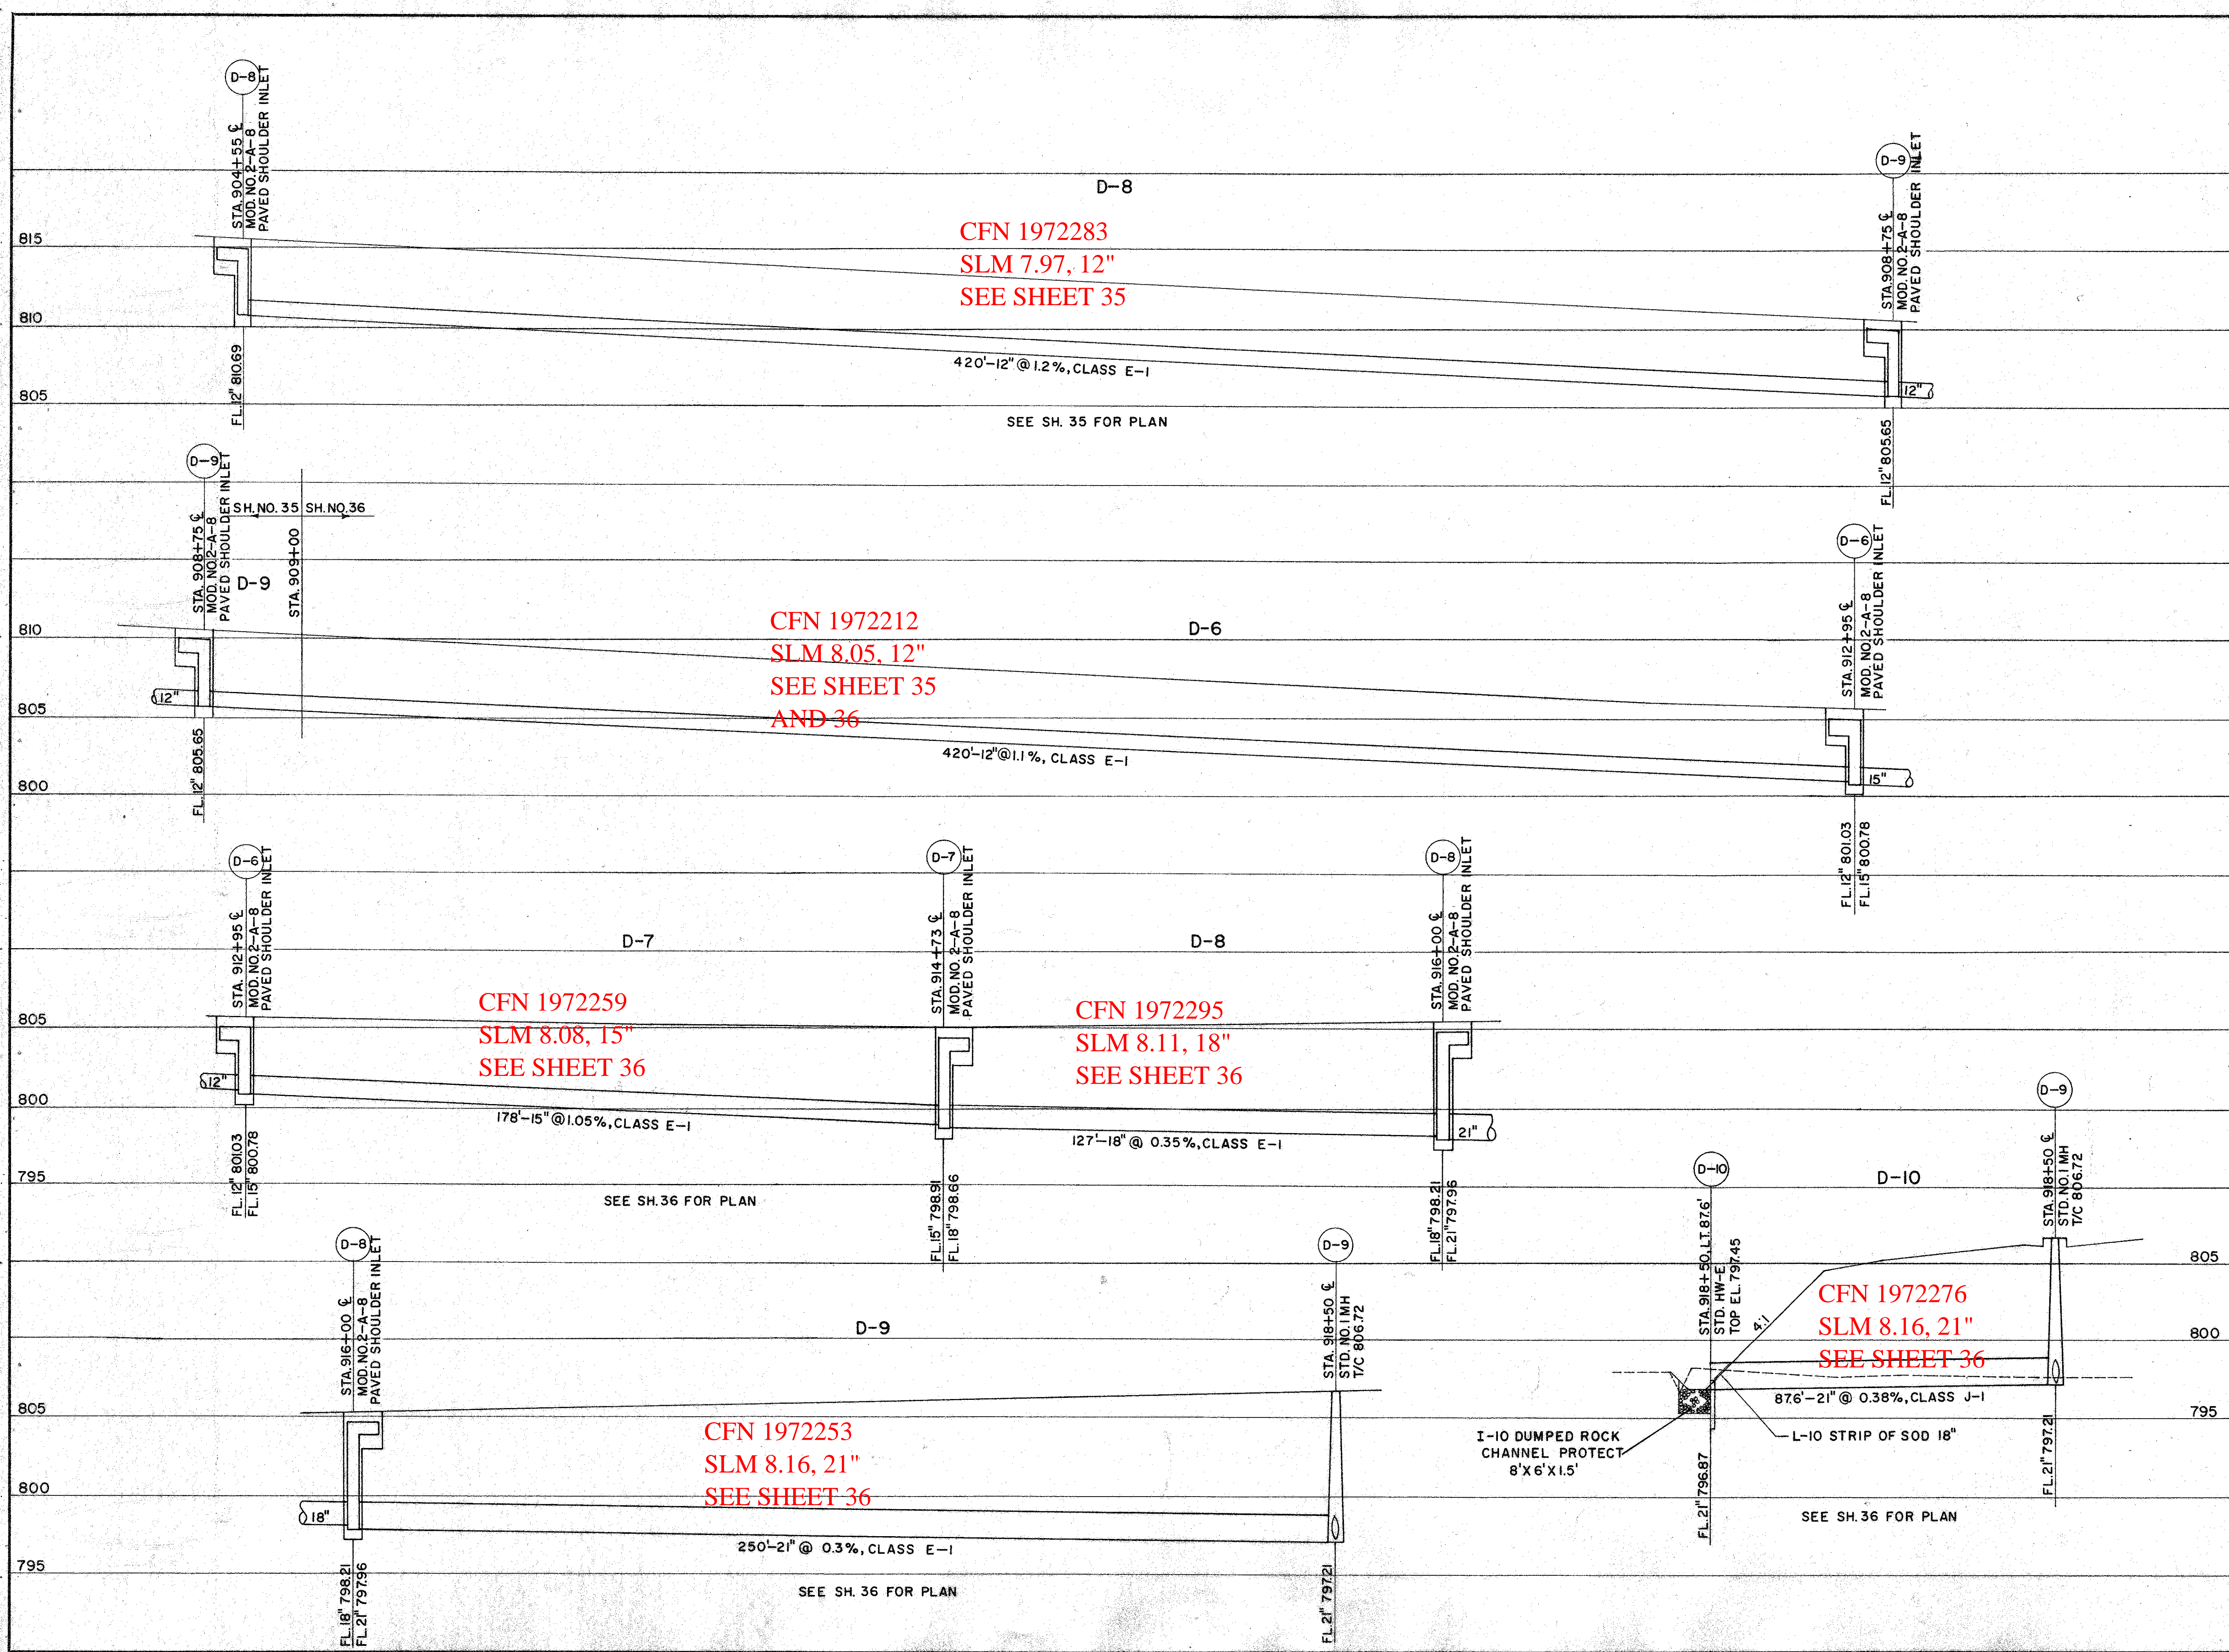 D-8
STA. 904+55 ℄
MOD. NO. 2-A-8
PAVED SHOULDER INLET
D-8
CFN 1972283
SLM 7.97, 12"
SEE SHEET 35
D-9
STA. 908+75 ℄
MOD. NO. 2-A-8
PAVED SHOULDER INLET
815
810
805
FL. 12" 810.69
420'-12" @ 1.2%, CLASS E-1
12"
FL. 12" 805.65
SEE SH. 35 FOR PLAN
D-9
STA. 908+75 ℄
MOD. NO. 2-A-8
PAVED SHOULDER INLET
SH. NO. 35
SH. NO. 36
STA. 909+00
D-9
CFN 1972212
SLM 8.05, 12"
SEE SHEET 35
AND 36
D-6
D-6
STA. 912+95 ℄
MOD. NO. 2-A-8
PAVED SHOULDER INLET
810
805
800
12"
FL. 12" 805.65
420'-12" @ 1.1%, CLASS E-1
15"
FL. 12" 801.03
FL. 15" 800.78
D-6
STA. 912+95 ℄
MOD. NO. 2-A-8
PAVED SHOULDER INLET
D-7
CFN 1972259
SLM 8.08, 15"
SEE SHEET 36
D-7
STA. 914+73 ℄
MOD. NO. 2-A-8
PAVED SHOULDER INLET
D-8
CFN 1972295
SLM 8.11, 18"
SEE SHEET 36
D-8
STA. 916+00 ℄
MOD. NO. 2-A-8
PAVED SHOULDER INLET
805
800
795
12"
FL. 12" 801.03
FL. 15" 800.78
178'-15" @ 1.05%, CLASS E-1
FL. 15" 798.91
FL. 18" 798.66
127'-18" @ 0.35%, CLASS E-1
21"
FL. 18" 798.21
FL. 21" 797.96
SEE SH. 36 FOR PLAN
D-8
STA. 916+00 ℄
MOD. NO. 2-A-8
PAVED SHOULDER INLET
D-9
CFN 1972253
SLM 8.16, 21"
SEE SHEET 36
D-9
STA. 918+50 ℄
STD. NO. 1 MH
T/C 806.72
805
800
795
18"
FL. 18" 798.21
FL. 21" 797.96
250'-21" @ 0.3%, CLASS E-1
FL. 21" 797.21
SEE SH. 36 FOR PLAN
D-10
STA. 918+50, LT. 87.6'
STD. HW-E
TOP EL. 797.45
D-10
D-9
STA. 918+50 ℄
STD. NO. 1 MH
T/C 806.72
805
800
795
4:1
CFN 1972276
SLM 8.16, 21"
SEE SHEET 36
87.6'-21" @ 0.38%, CLASS J-1
I-10 DUMPED ROCK
CHANNEL PROTECT
8'X6'X1.5'
L-10 STRIP OF SOD 18"
FL. 21" 796.87
FL. 21" 797.21
SEE SH. 36 FOR PLAN